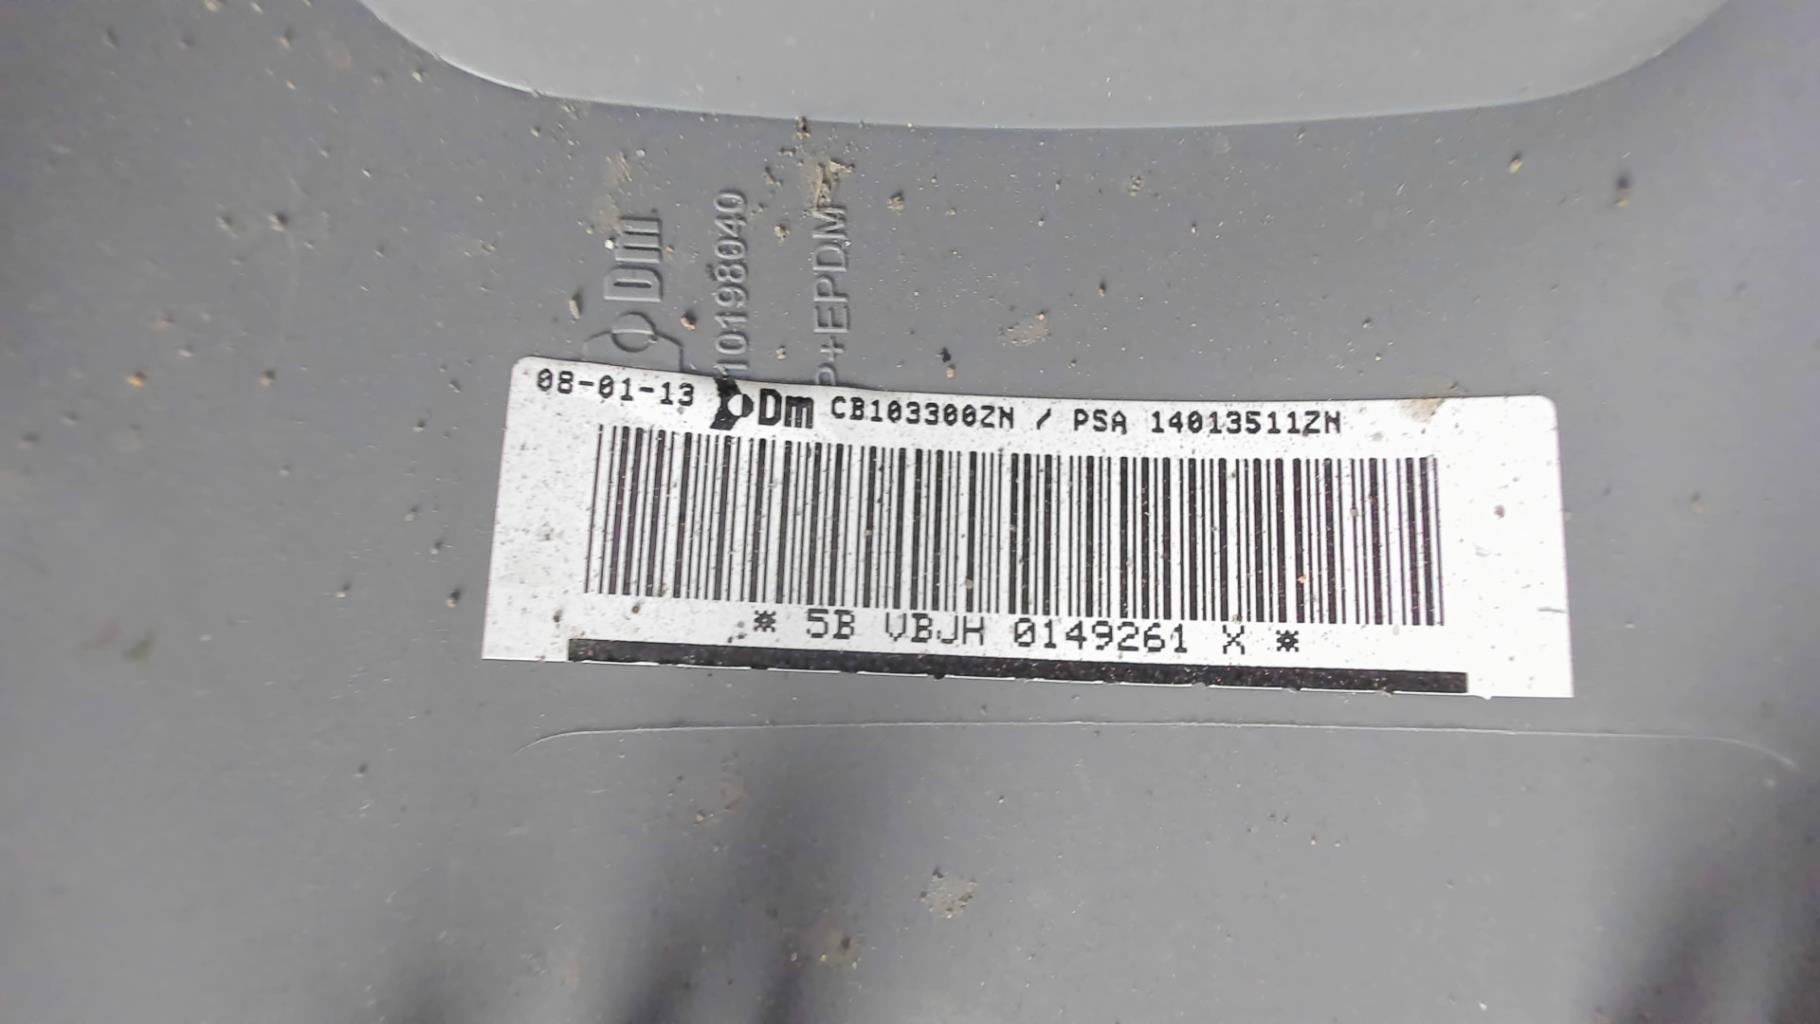 Dm
10198040
P+EPDM
08-01-13 Dm CB103300ZN / PSA 14013511ZN
* 5B VBJH 0149261 X *